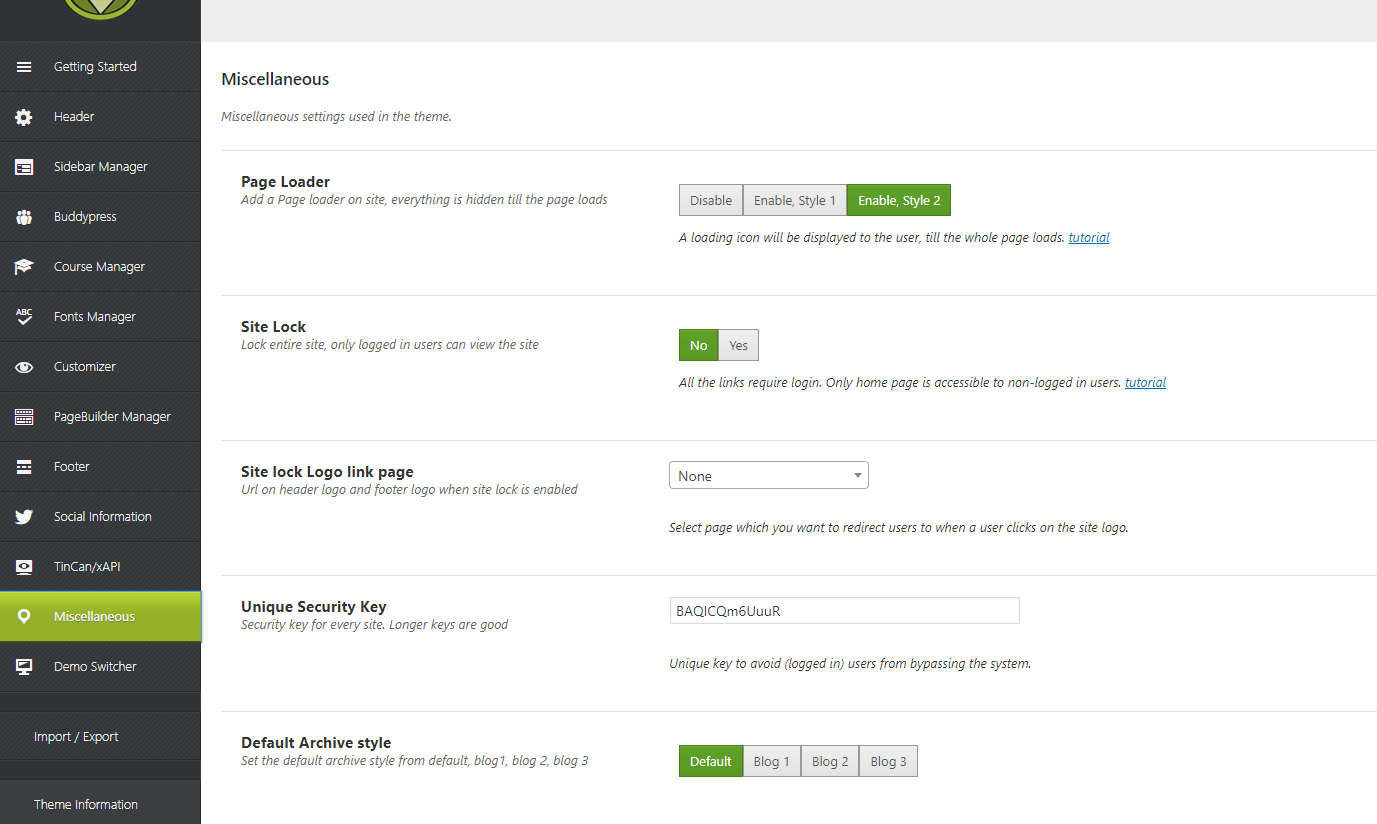 Getting Started
Header
Sidebar Manager
Buddypress
Course Manager
ABC
Fonts Manager
Customizer
PageBuilder Manager
Footer
Social Information
TinCan/xAPI
Miscellaneous
Demo Switcher
Import / Export
Theme Information
Miscellaneous
Miscellaneous settings used in the theme.
Page Loader
Add a Page loader on site, everything is hidden till the page loads
Disable Enable, Style 1 Enable, Style 2
A loading icon will be displayed to the user, till the whole page loads. tutorial
Site Lock
Lock entire site, only logged in users can view the site
No Yes
All the links require login. Only home page is accessible to non-logged in users. tutorial
Site lock Logo link page
Url on header logo and footer logo when site lock is enabled
None
Select page which you want to redirect users to when a user clicks on the site logo.
Unique Security Key
Security key for every site. Longer keys are good
BAQICQm6UuuR
Unique key to avoid (logged in) users from bypassing the system.
Default Archive style
Set the default archive style from default, blog1, blog 2, blog 3
Default Blog 1 Blog 2 Blog 3